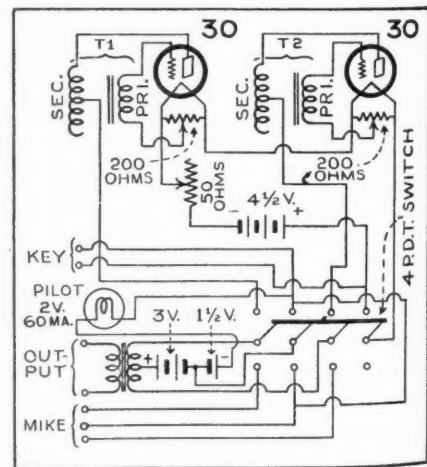 30
30
T1
T2
SEC.
PRI.
SEC.
PRI.
200
OHMS
50
OHMS
200
OHMS
- 4½ V. +
4 P.D.T. SWITCH
KEY
PILOT
2V.
60 MA.
3 V.
1½ V.
+
-
OUT-
PUT
MIKE